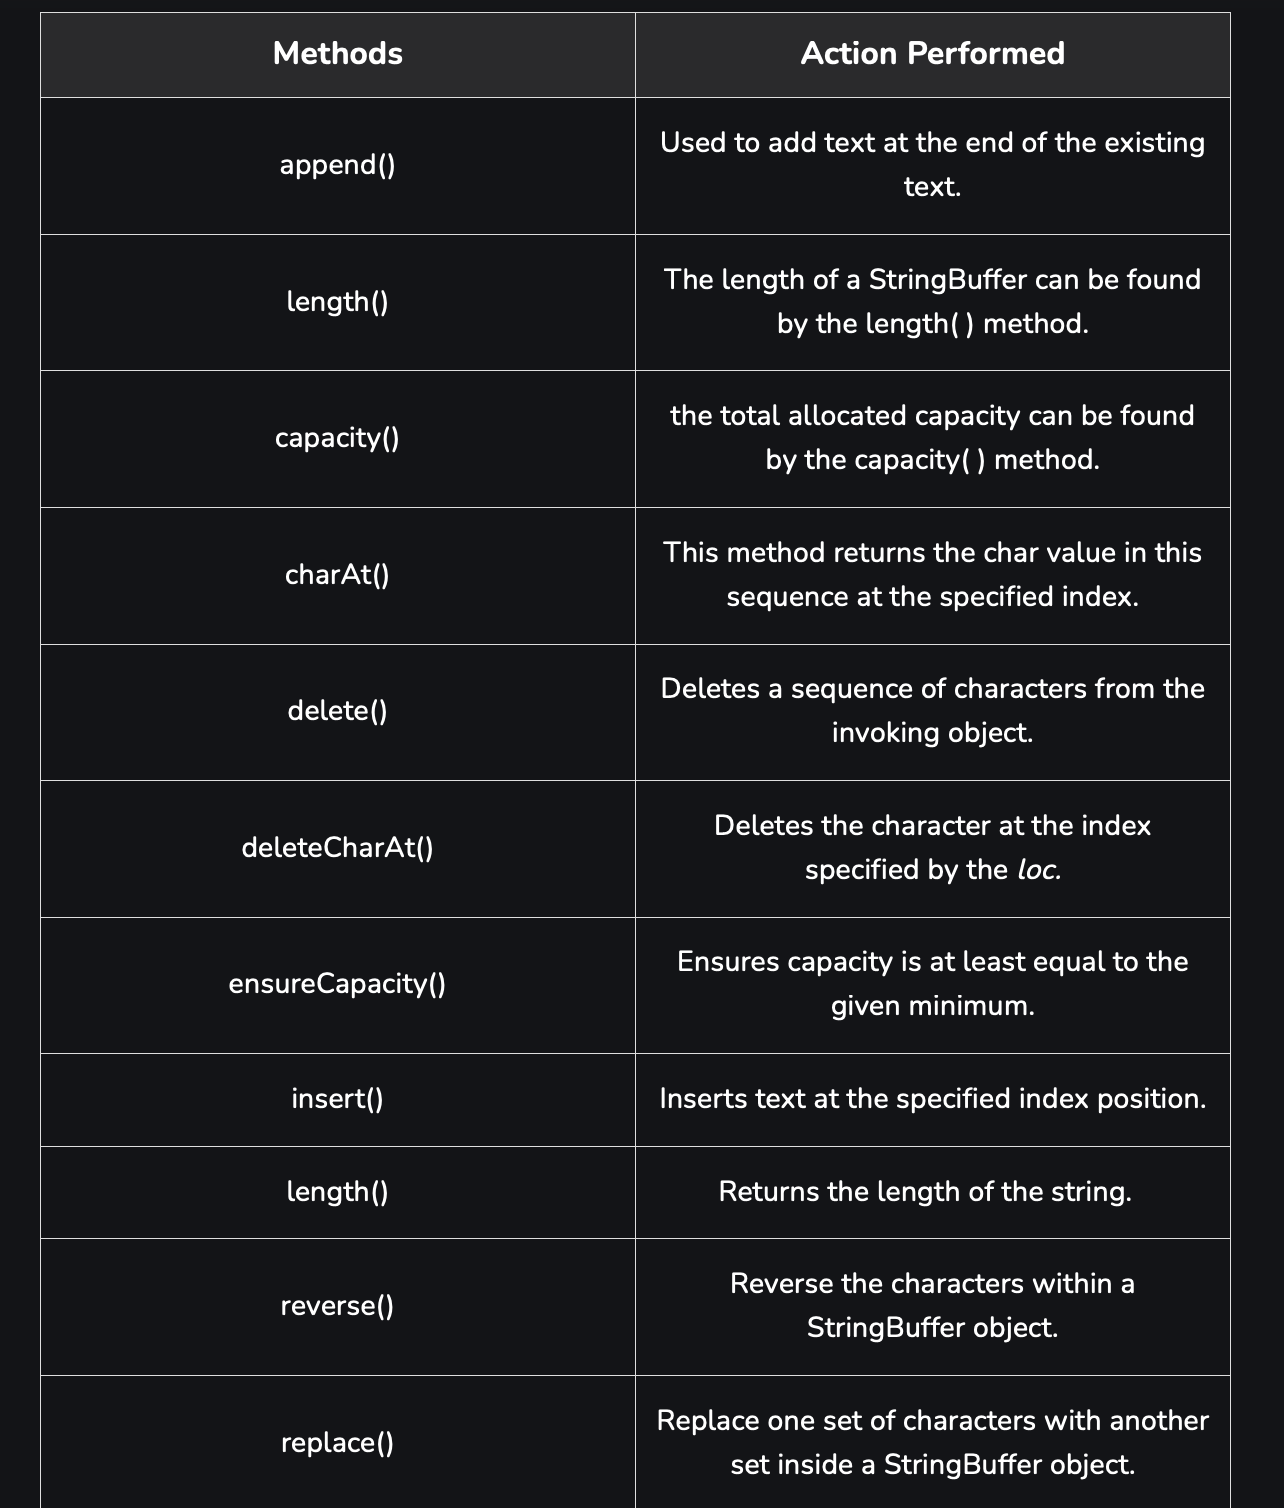 Methods
Action Performed
append()
Used to add text at the end of the existing
text.
length()
The length of a StringBuffer can be found
by the length( ) method.
capacity()
the total allocated capacity can be found
by the capacity( ) method.
charAt()
This method returns the char value in this
sequence at the specified index.
delete()
Deletes a sequence of characters from the
invoking object.
deleteCharAt()
Deletes the character at the index
specified by the loc.
ensureCapacity()
Ensures capacity is at least equal to the
given minimum.
insert()
Inserts text at the specified index position.
length()
Returns the length of the string.
reverse()
Reverse the characters within a
StringBuffer object.
replace()
Replace one set of characters with another
set inside a StringBuffer object.